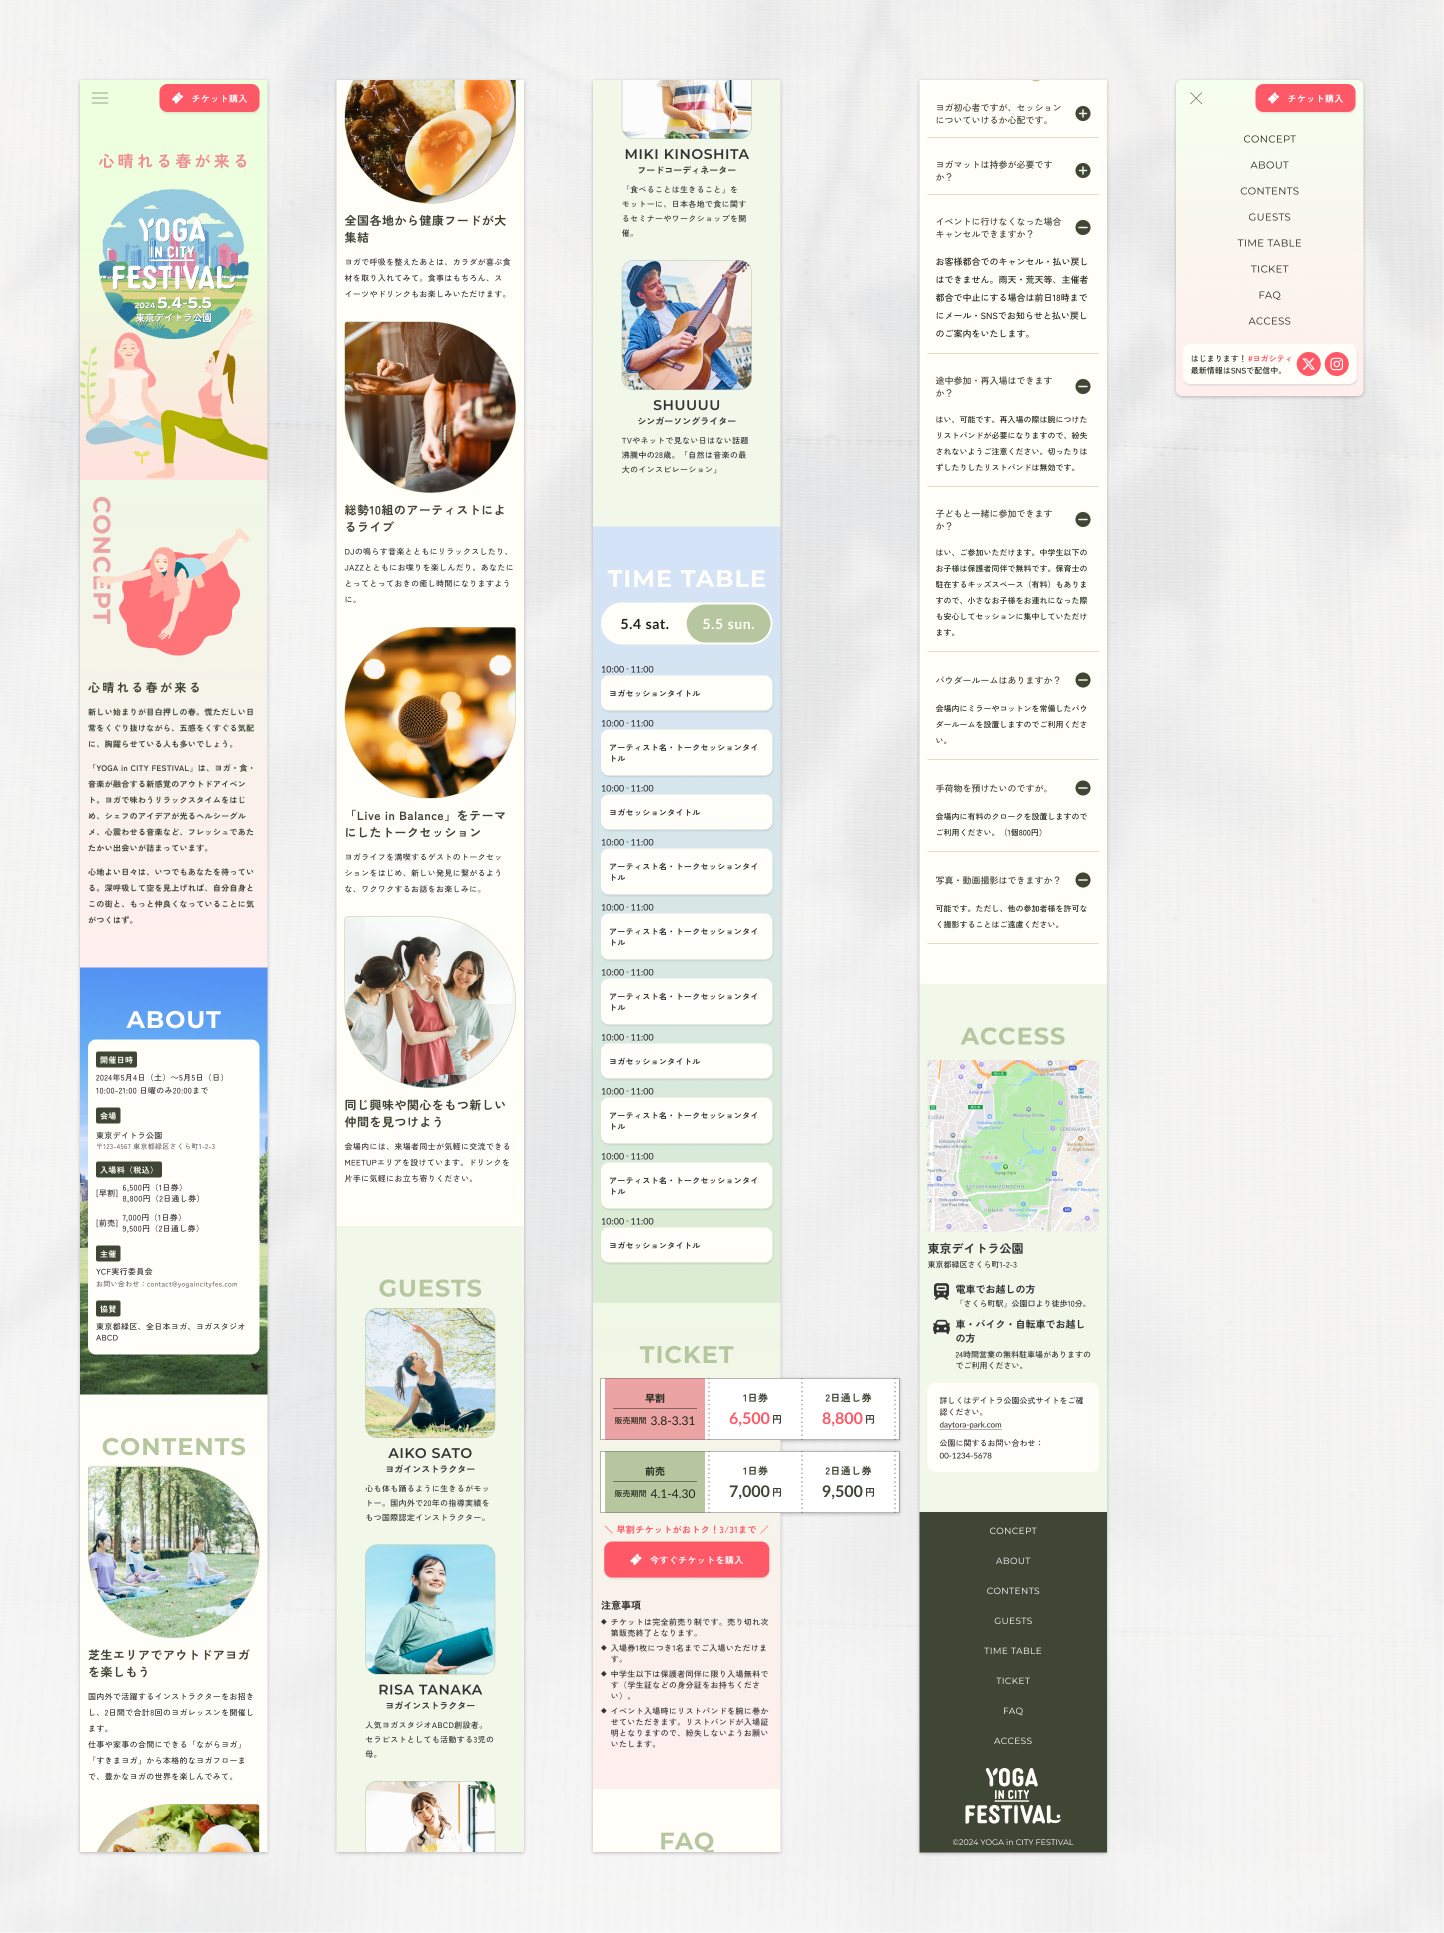 チケット購入
心晴れる春が来る
YOGA
IN CITY
FESTIVAL
2024 5.4-5.5
東京デイトラ公園
CONCEPT
心晴れる春が来る
新しい始まりが目白押しの春。慌ただしい日
常をくぐり抜けながら、五感をくすぐる気配
に、胸躍らせている人も多いでしょう。
「YOGA in CITY FESTIVAL」は、ヨガ・食・
音楽が融合する新感覚のアウトドアイベン
ト。ヨガで味わうリラックスタイムをはじ
め、シェフのアイデアが光るヘルシーグル
メ、心震わせる音楽など、フレッシュであた
たかい出会いが詰まっています。
心地よい日々は、いつでもあなたを待ってい
る。深呼吸して空を見上げれば、自分自身と
この街と、もっと仲良くなっていることに気
がつくはず。
ABOUT
開催日時
2024年5月4日（土）〜5月5日（日）
10:00-21:00 日曜のみ20:00まで
会場
東京デイトラ公園
〒123-4567 東京都緑区さくら町1-2-3
入場料（税込）
[早割] 6,500円（1日券）
8,800円（2日通し券）
[前売] 7,000円（1日券）
9,500円（2日通し券）
主催
YCF実行委員会
お問い合わせ：contact@yogaincityfes.com
協賛
東京都緑区、全日本ヨガ、ヨガスタジオ
ABCD
CONTENTS
芝生エリアでアウトドアヨガ
を楽しもう
国内外で活躍するインストラクターをお招き
し、2日間で合計8回のヨガレッスンを開催し
ます。
仕事や家事の合間にできる「ながらヨガ」
「すきまヨガ」から本格的なヨガフローま
で、豊かなヨガの世界を楽しんでみて。
全国各地から健康フードが大
集結
ヨガで呼吸を整えたあとは、カラダが喜ぶ食
材を取り入れてみて。食事はもちろん、ス
イーツやドリンクもお楽しみいただけます。
総勢10組のアーティストによ
るライブ
DJの鳴らす音楽とともにリラックスしたり、
JAZZとともにお喋りを楽しんだり。あなたに
とってとっておきの癒し時間になりますよう
に。
「Live in Balance」をテーマ
にしたトークセッション
ヨガライフを満喫するゲストのトークセッ
ションをはじめ、新しい発見に繋がるよう
な、ワクワクするお話をお楽しみに。
同じ興味や関心をもつ新しい
仲間を見つけよう
会場内には、来場者同士が気軽に交流できる
MEETUPエリアを設けています。ドリンクを
片手に気軽にお立ち寄りください。
GUESTS
AIKO SATO
ヨガインストラクター
心も体も踊るように生きるがモッ
トー。国内外で20年の指導実績を
もつ国際認定インストラクター。
RISA TANAKA
ヨガインストラクター
人気ヨガスタジオABCD創設者。
セラピストとしても活動する3児の
母。
MIKI KINOSHITA
フードコーディネーター
「食べることは生きること」を
モットーに、日本各地で食に関す
るセミナーやワークショップを開
催。
SHUUUU
シンガーソングライター
TVやネットで見ない日はない話題
沸騰中の28歳。「自然は音楽の最
大のインスピレーション」
TIME TABLE
5.4 sat. 5.5 sun.
10:00 - 11:00
ヨガセッションタイトル
10:00 - 11:00
アーティスト名・トークセッションタイ
トル
10:00 - 11:00
ヨガセッションタイトル
10:00 - 11:00
アーティスト名・トークセッションタイ
トル
10:00 - 11:00
アーティスト名・トークセッションタイ
トル
10:00 - 11:00
アーティスト名・トークセッションタイ
トル
10:00 - 11:00
ヨガセッションタイトル
10:00 - 11:00
アーティスト名・トークセッションタイ
トル
10:00 - 11:00
アーティスト名・トークセッションタイ
トル
10:00 - 11:00
ヨガセッションタイトル
TICKET
早割 1日券 2日通し券
販売期間 3.8-3.31 6,500円 8,800円
前売 1日券 2日通し券
販売期間 4.1-4.30 7,000円 9,500円
＼ 早割チケットがおトク！3/31まで ／
今すぐチケットを購入
注意事項
◆ チケットは完全前売り制です。売り切れ次
第販売終了となります。
◆ 入場券1枚につき1名までご入場いただけま
す。
◆ 中学生以下は保護者同伴に限り入場無料で
す（学生証などの身分証をお持ちくださ
い）。
◆ イベント入場時にリストバンドを腕に巻か
せていただきます。リストバンドが入場証
明となりますので、紛失しないようお願い
いたします。
FAQ
ヨガ初心者ですが、セッション
についていけるか心配です。
ヨガマットは持参が必要です
か？
イベントに行けなくなった場合
キャンセルできますか？
お客様都合でのキャンセル・払い戻し
はできません。雨天・荒天等、主催者
都合で中止にする場合は前日18時まで
にメール・SNSでお知らせと払い戻し
のご案内をいたします。
途中参加・再入場はできます
か？
はい、可能です。再入場の際は腕につけた
リストバンドが必要になりますので、紛失
されないようご注意ください。切ったりは
ずしたりしたリストバンドは無効です。
子どもと一緒に参加できます
か？
はい、ご参加いただけます。中学生以下の
お子様は保護者同伴で無料です。保育士の
駐在するキッズスペース（有料）もありま
すので、小さなお子様をお連れになった際
も安心してセッションに集中していただけ
ます。
パウダールームはありますか？
会場内にミラーやコットンを常備したパウ
ダールームを設置しますのでご利用くださ
い。
手荷物を預けたいのですが。
会場内に有料のクロークを設置しますので
ご利用ください。（1個800円）
写真・動画撮影はできますか？
可能です。ただし、他の参加者様を許可な
く撮影することはご遠慮ください。
ACCESS
東京デイトラ公園
東京都緑区さくら町1-2-3
電車でお越しの方
「さくら町駅」公園口より徒歩10分。
車・バイク・自転車でお越し
の方
24時間営業の無料駐車場がありますの
でご利用ください。
詳しくはデイトラ公園公式サイトをご確
認ください。
daytora-park.com
公園に関するお問い合わせ：
00-1234-5678
CONCEPT
ABOUT
CONTENTS
GUESTS
TIME TABLE
TICKET
FAQ
ACCESS
YOGA
IN CITY
FESTIVAL
©2024 YOGA in CITY FESTIVAL
チケット購入
CONCEPT
ABOUT
CONTENTS
GUESTS
TIME TABLE
TICKET
FAQ
ACCESS
はじまります！#ヨガシティ
最新情報はSNSで配信中。